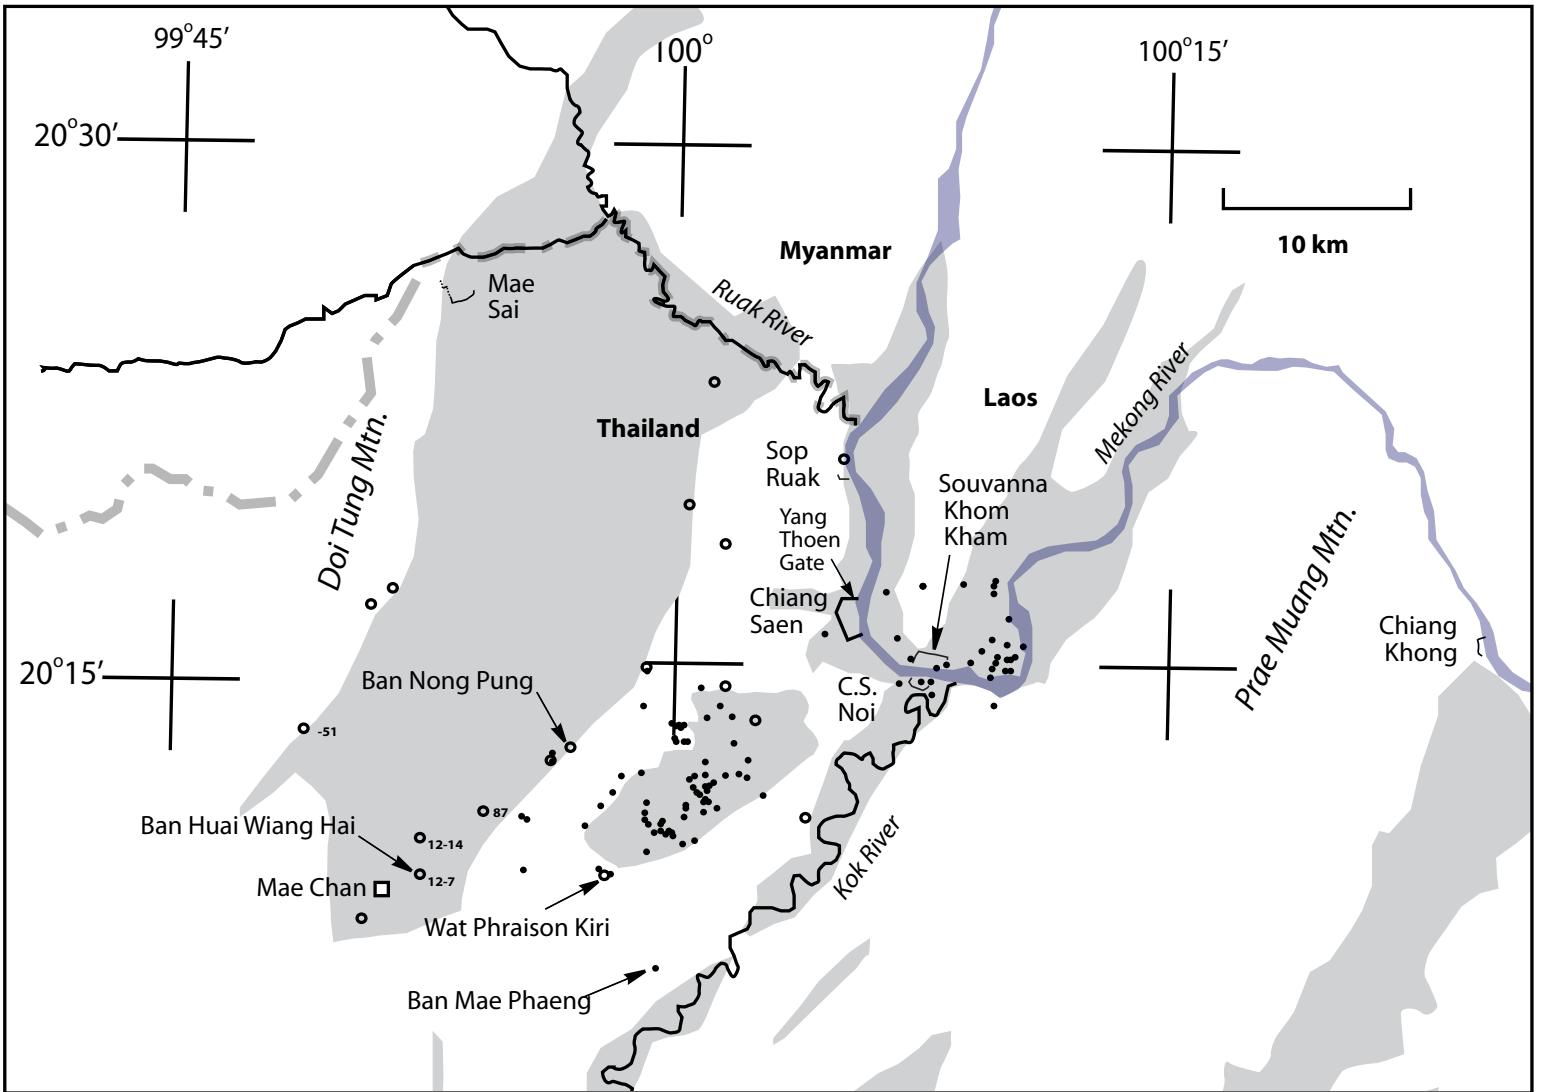 99°45’
100°
100°15’
20°30’
10 km
Myanmar
Mae
Sai
Ruak River
Laos
Mekong River
Thailand
Doi Tung Mtn.
Sop
Ruak
Souvanna
Khom
Kham
Yang
Thoen
Gate
Chiang
Saen
Prae Muang Mtn.
Chiang
Khong
20°15’
Ban Nong Pung
C.S.
Noi
-51
87
Ban Huai Wiang Hai
12-14
12-7
Mae Chan
Kok River
Wat Phraison Kiri
Ban Mae Phaeng